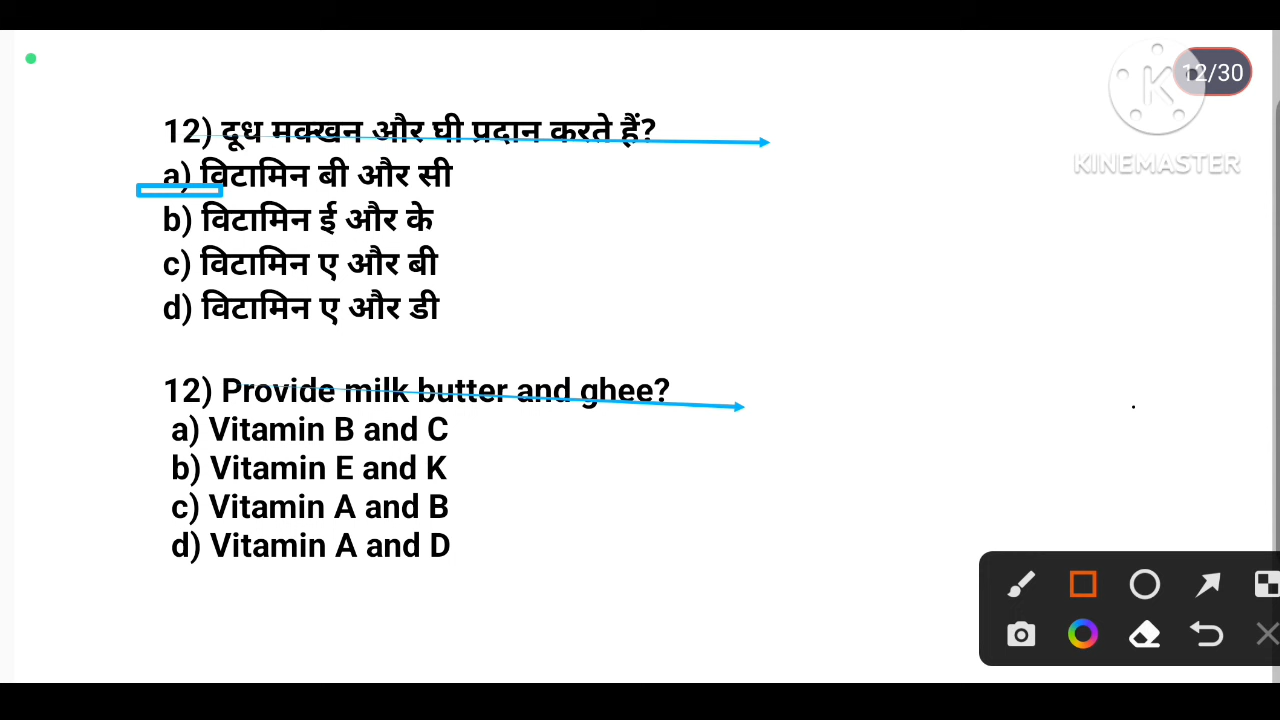 12/30
KINEMASTER
12) दूध मक्खन और घी प्रदान करते हैं?
a) विटामिन बी और सी
b) विटामिन ई और के
c) विटामिन ए और बी
d) विटामिन ए और डी
12) Provide milk butter and ghee?
a) Vitamin B and C
b) Vitamin E and K
c) Vitamin A and B
d) Vitamin A and D